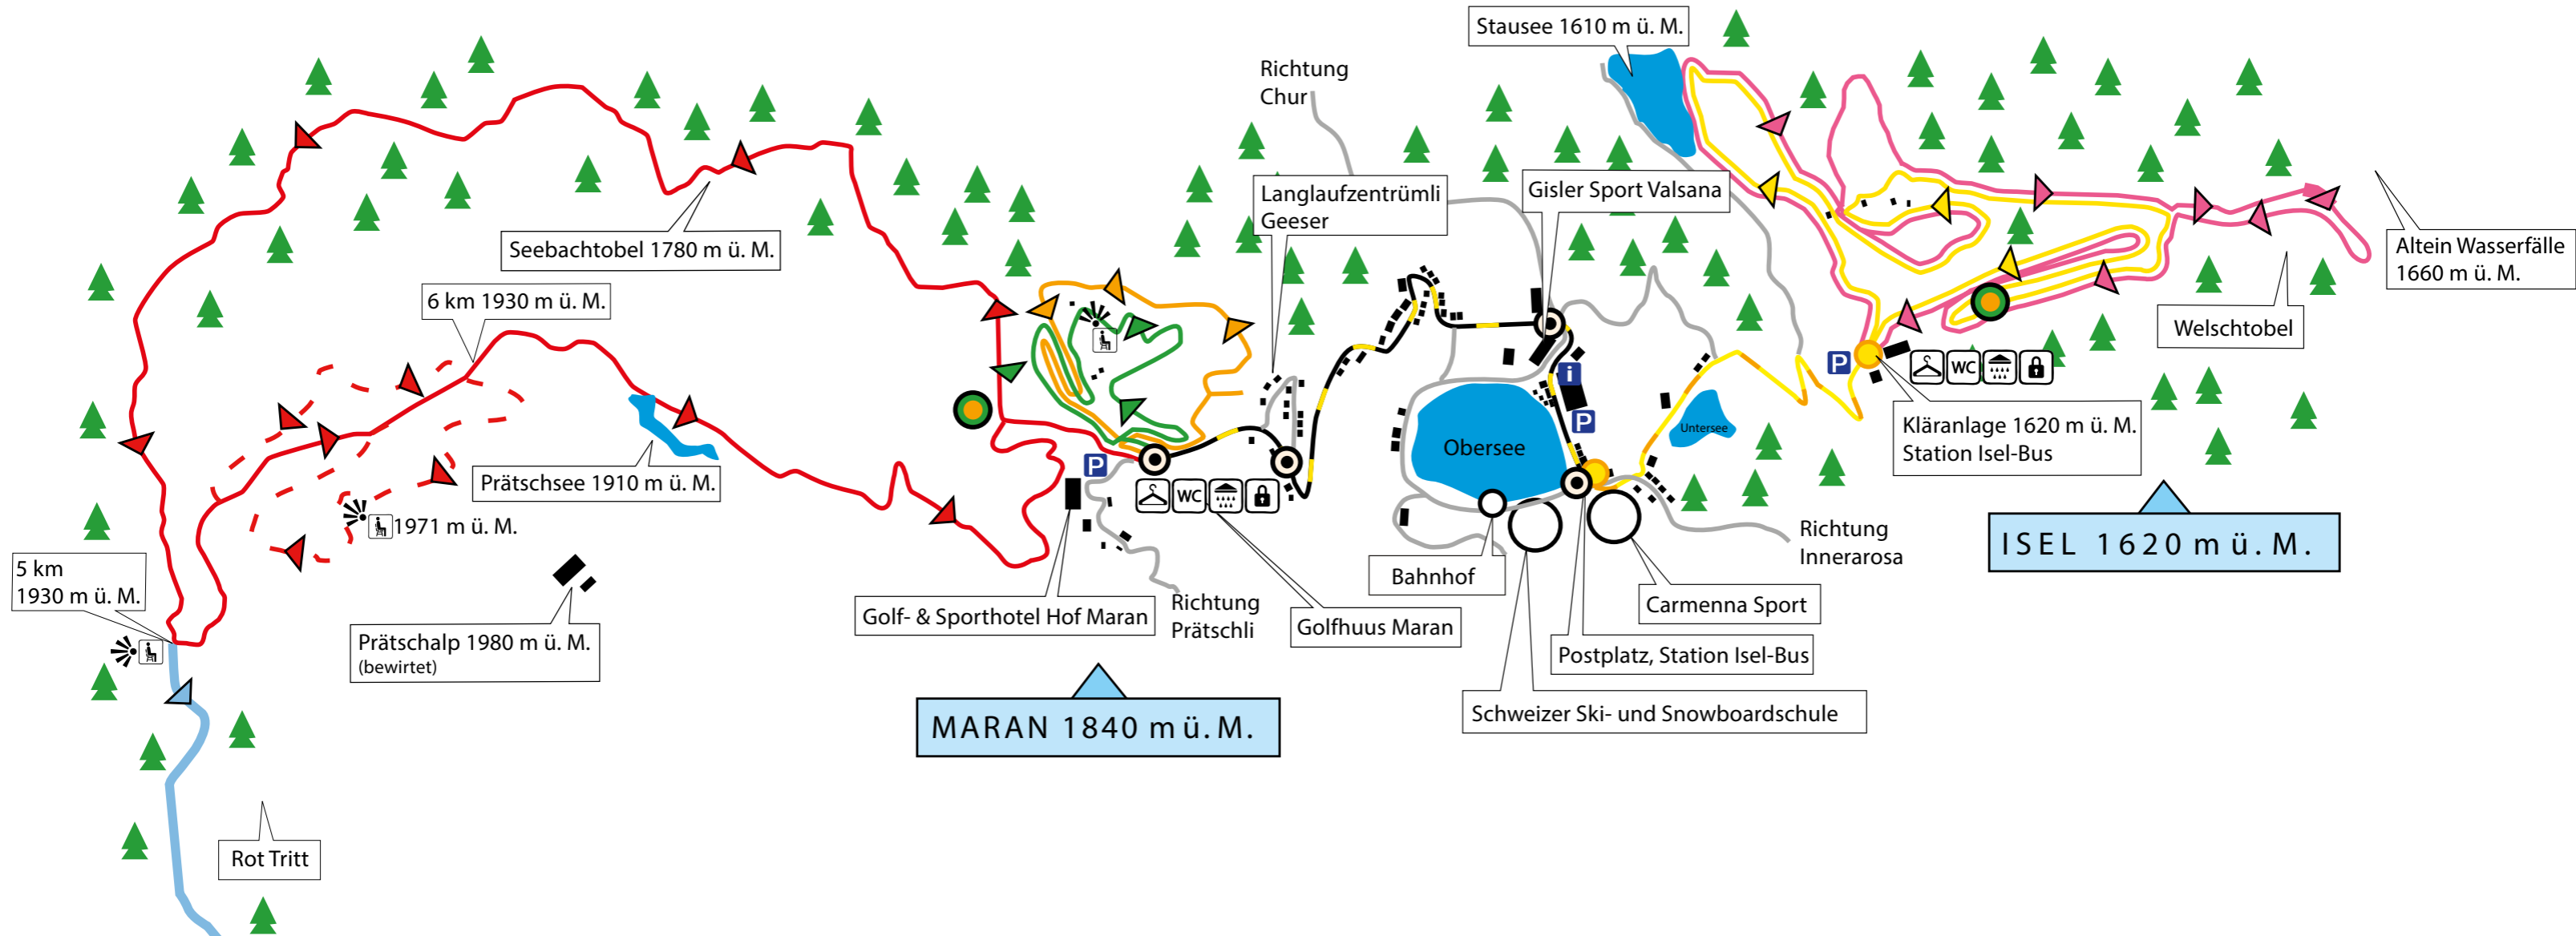 Stausee 1610 m ü. M.
Richtung
Chur
Langlaufzentrümli
Geeser
Gisler Sport Valsana
Seebachtobel 1780 m ü. M.
Altein Wasserfälle
1660 m ü. M.
6 km 1930 m ü. M.
Welschtobel
P
i
P
WC
Kläranlage 1620 m ü. M.
Station Isel-Bus
Untersee
Obersee
P
WC
Prätschsee 1910 m ü. M.
1971 m ü. M.
ISEL 1620 m ü. M.
Richtung
Innerarosa
5 km
1930 m ü. M.
Bahnhof
Carmenna Sport
Golf- & Sporthotel Hof Maran
Richtung
Prätschli
Golfhuus Maran
Prätschalp 1980 m ü. M.
(bewirtet)
Postplatz, Station Isel-Bus
Schweizer Ski- und Snowboardschule
MARAN 1840 m ü. M.
Rot Tritt